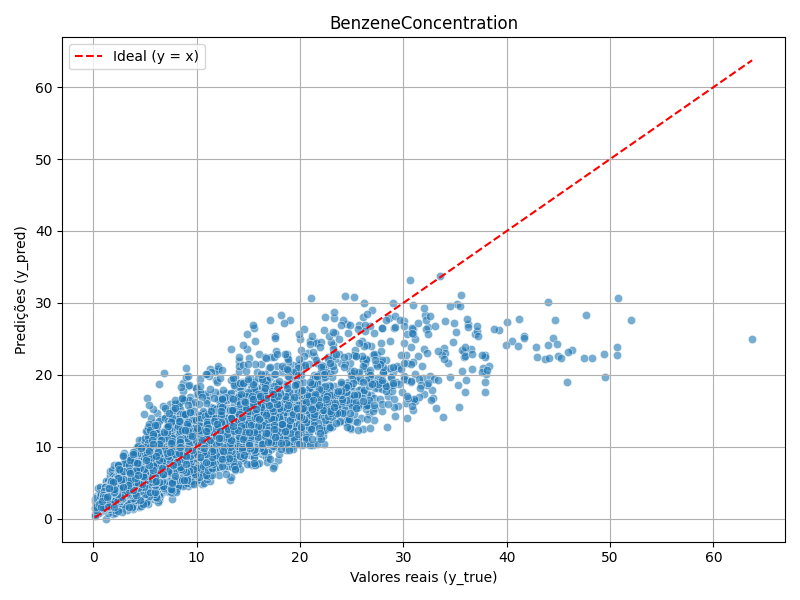 BenzeneConcentration
Ideal (y = x)
60
50
40
30
20
10
0
Predições (y_pred)
0 10 20 30 40 50 60
Valores reais (y_true)